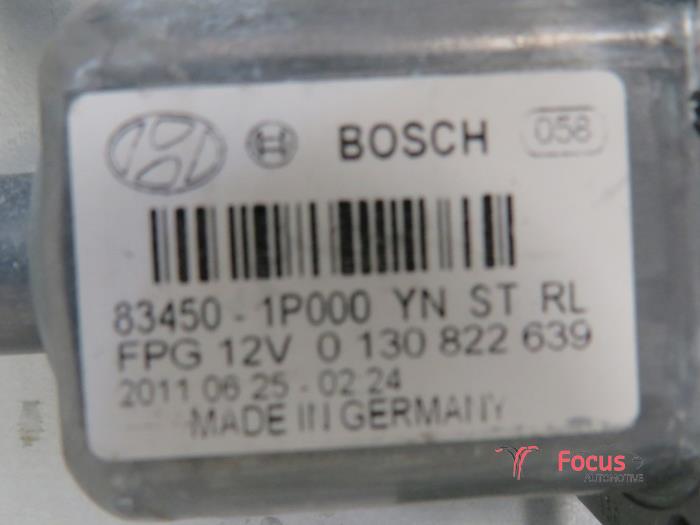 BOSCH 058
83450-1P000 YN ST RL
FPG 12V 0 130 822 639
2011 06 25 - 02 24
MADE IN GERMANY
Focus
AUTOMOTIVE